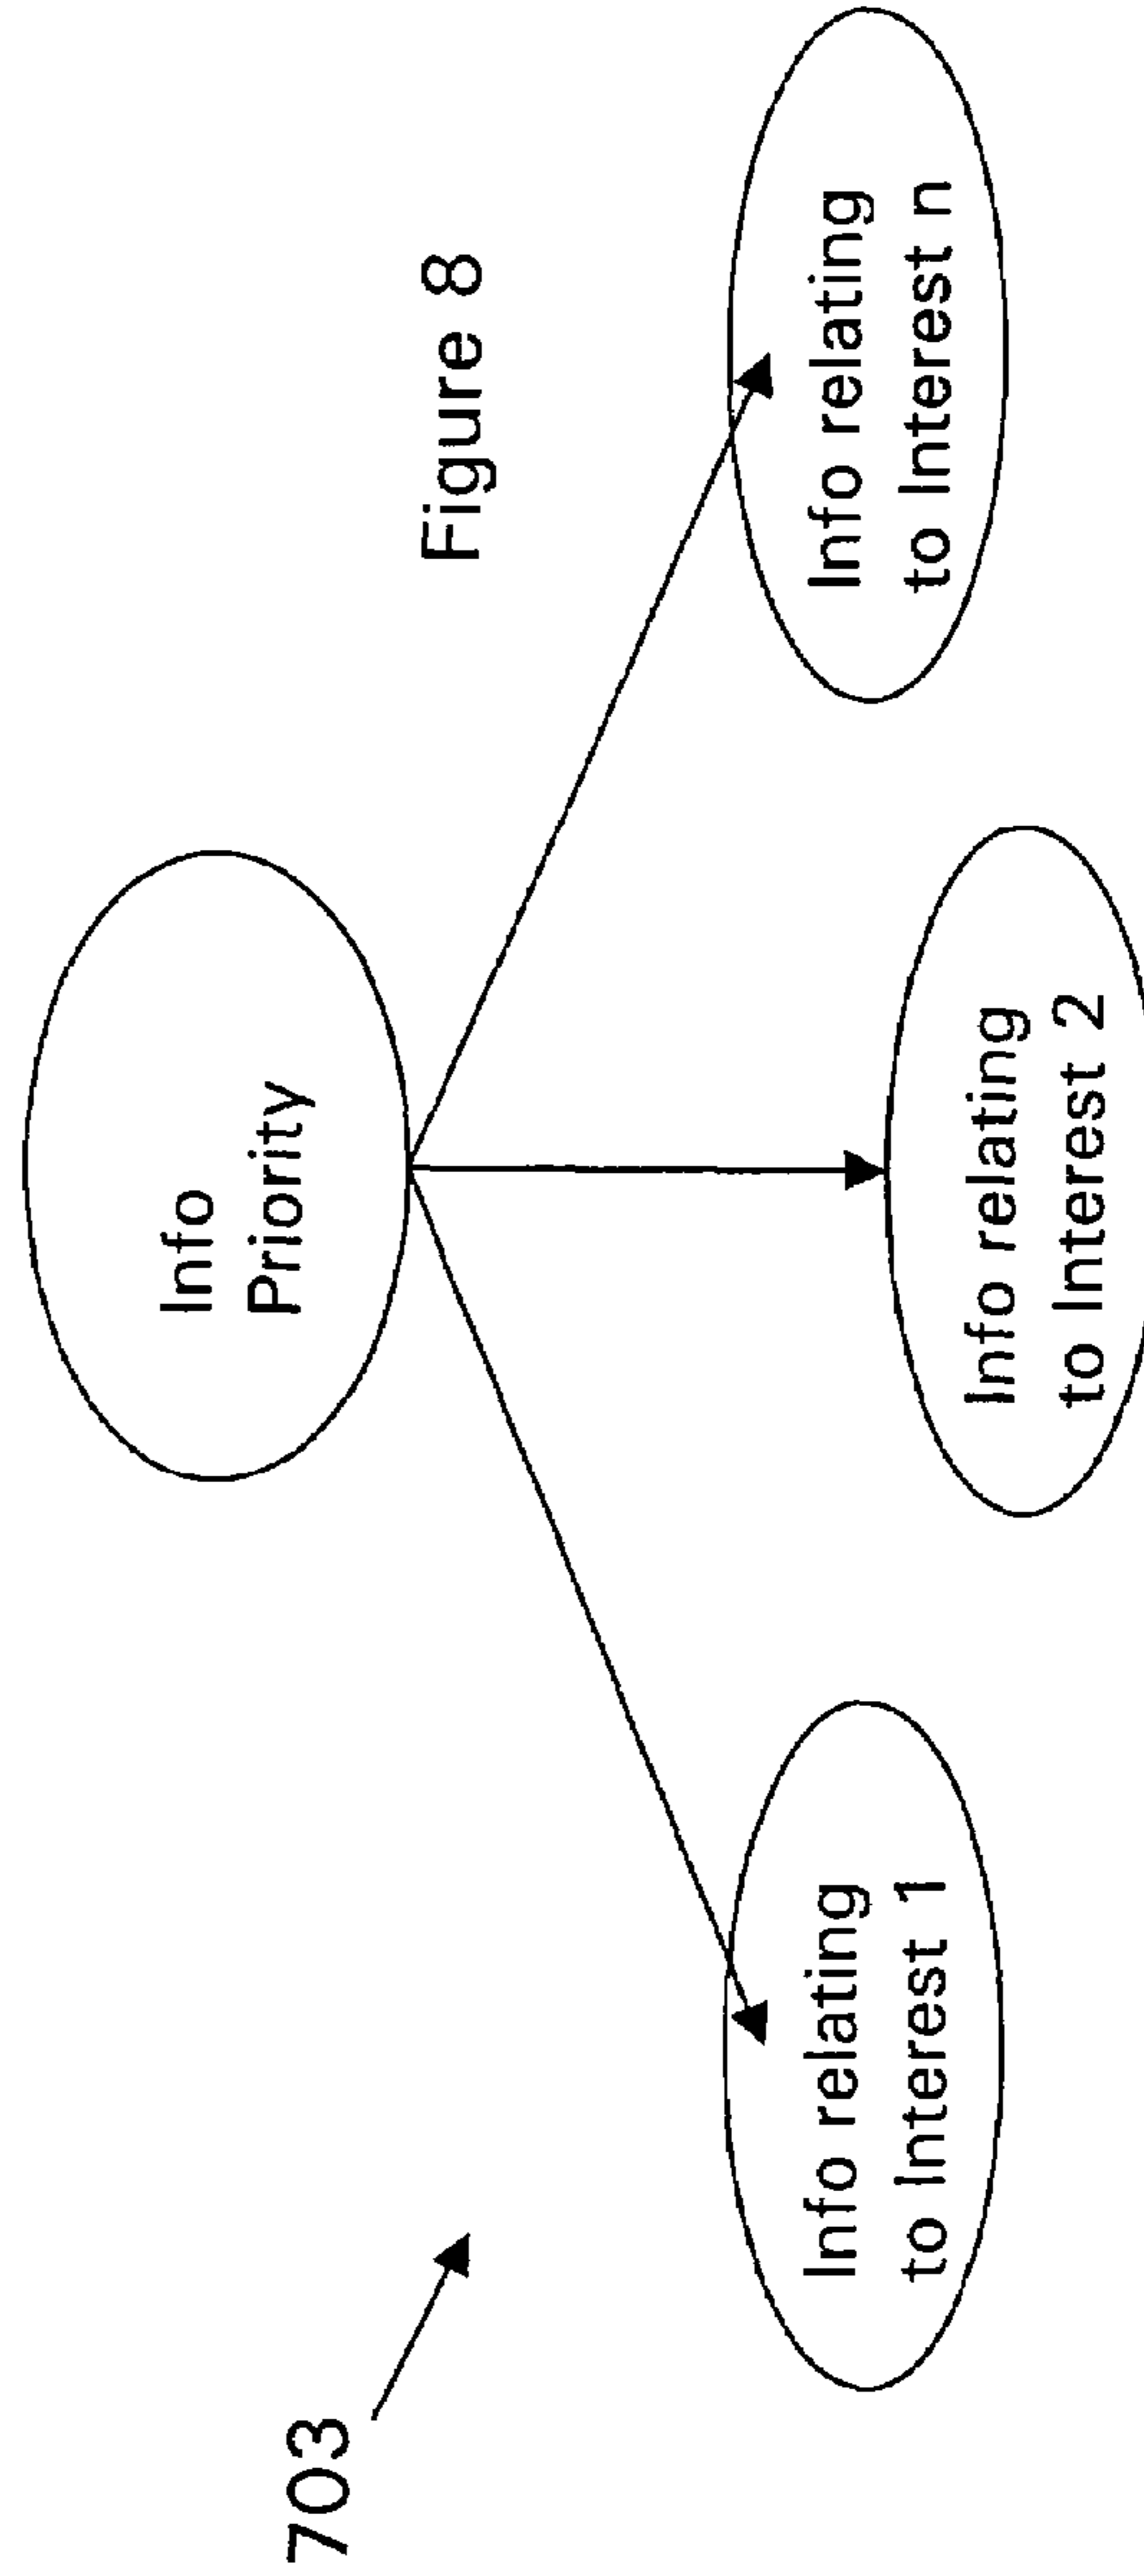 703
Info
Priority
Figure 8
Info relating
to Interest 1
Info relating
to Interest 2
Info relating
to Interest n